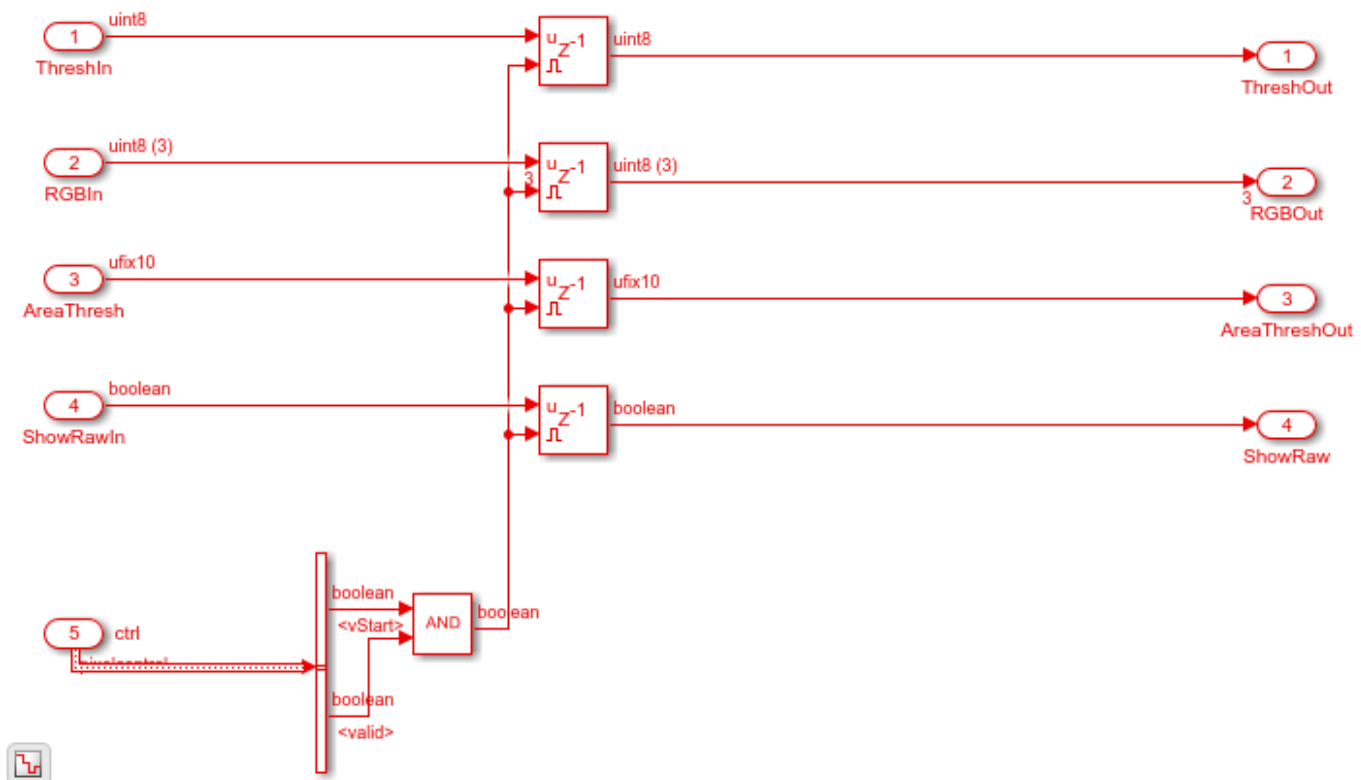 uint8
1
ThreshIn
u
Z-1
uint8
1
ThreshOut
uint8 (3)
2
RGBIn
3
u
Z-1
uint8 (3)
3
2
RGBOut
ufix10
3
AreaThresh
u
Z-1
ufix10
3
AreaThreshOut
boolean
4
ShowRawIn
u
Z-1
boolean
4
ShowRaw
5
ctrl
pixelcontrol
boolean
<vStart>
AND
boolean
boolean
<valid>